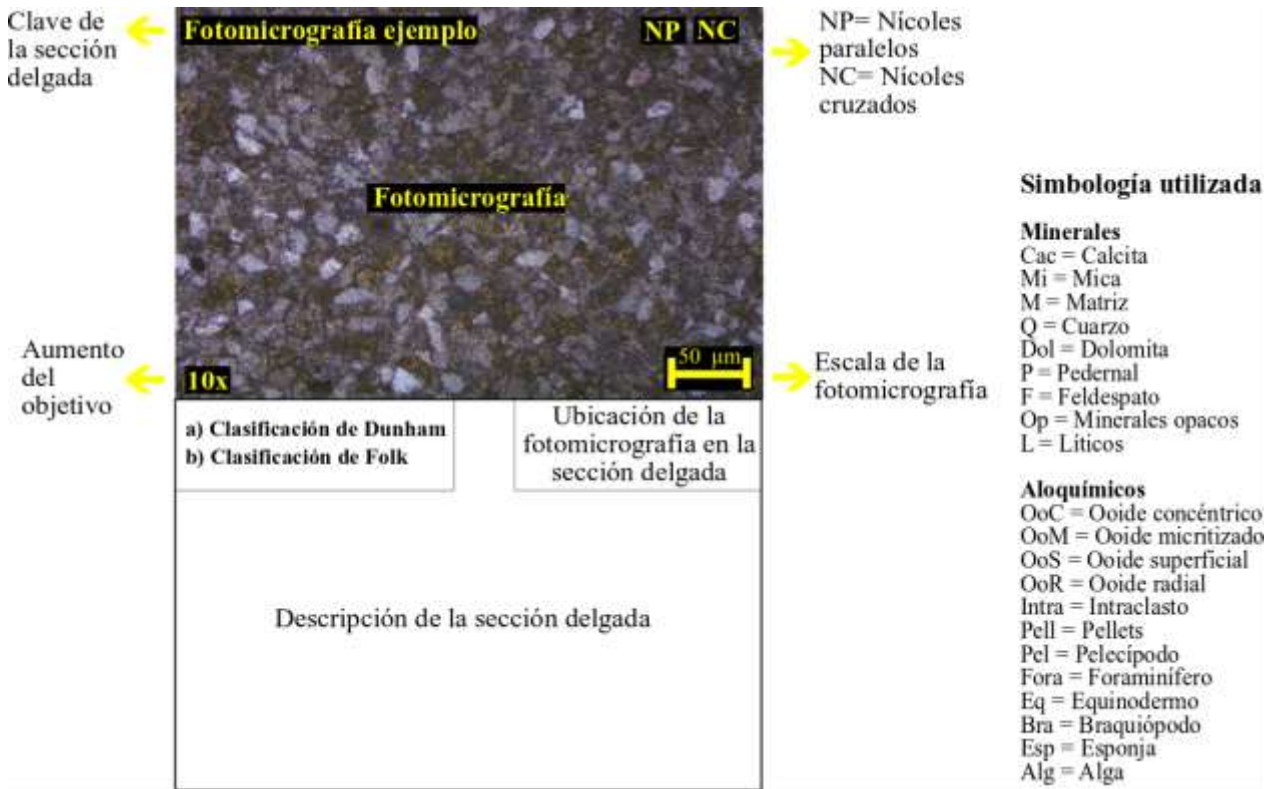 Clave de
la sección
delgada
Fotomicrografía ejemplo
NP NC
NP= Nícoles
paralelos
NC= Nícoles
cruzados
Fotomicrografía
Aumento
del
objetivo
10x
50 µm
Escala de la
fotomicrografía
a) Clasificación de Dunham
b) Clasificación de Folk
Ubicación de la
fotomicrografía en la
sección delgada
Descripción de la sección delgada
Simbología utilizada
Minerales
Cac = Calcita
Mi = Mica
M = Matriz
Q = Cuarzo
Dol = Dolomita
P = Pedernal
F = Feldespato
Op = Minerales opacos
L = Líticos
Aloquímicos
OoC = Ooide concéntrico
OoM = Ooide micritizado
OoS = Ooide superficial
OoR = Ooide radial
Intra = Intraclasto
Pell = Pellets
Pel = Pelecípodo
Fora = Foraminífero
Eq = Equinodermo
Bra = Braquiópodo
Esp = Esponja
Alg = Alga